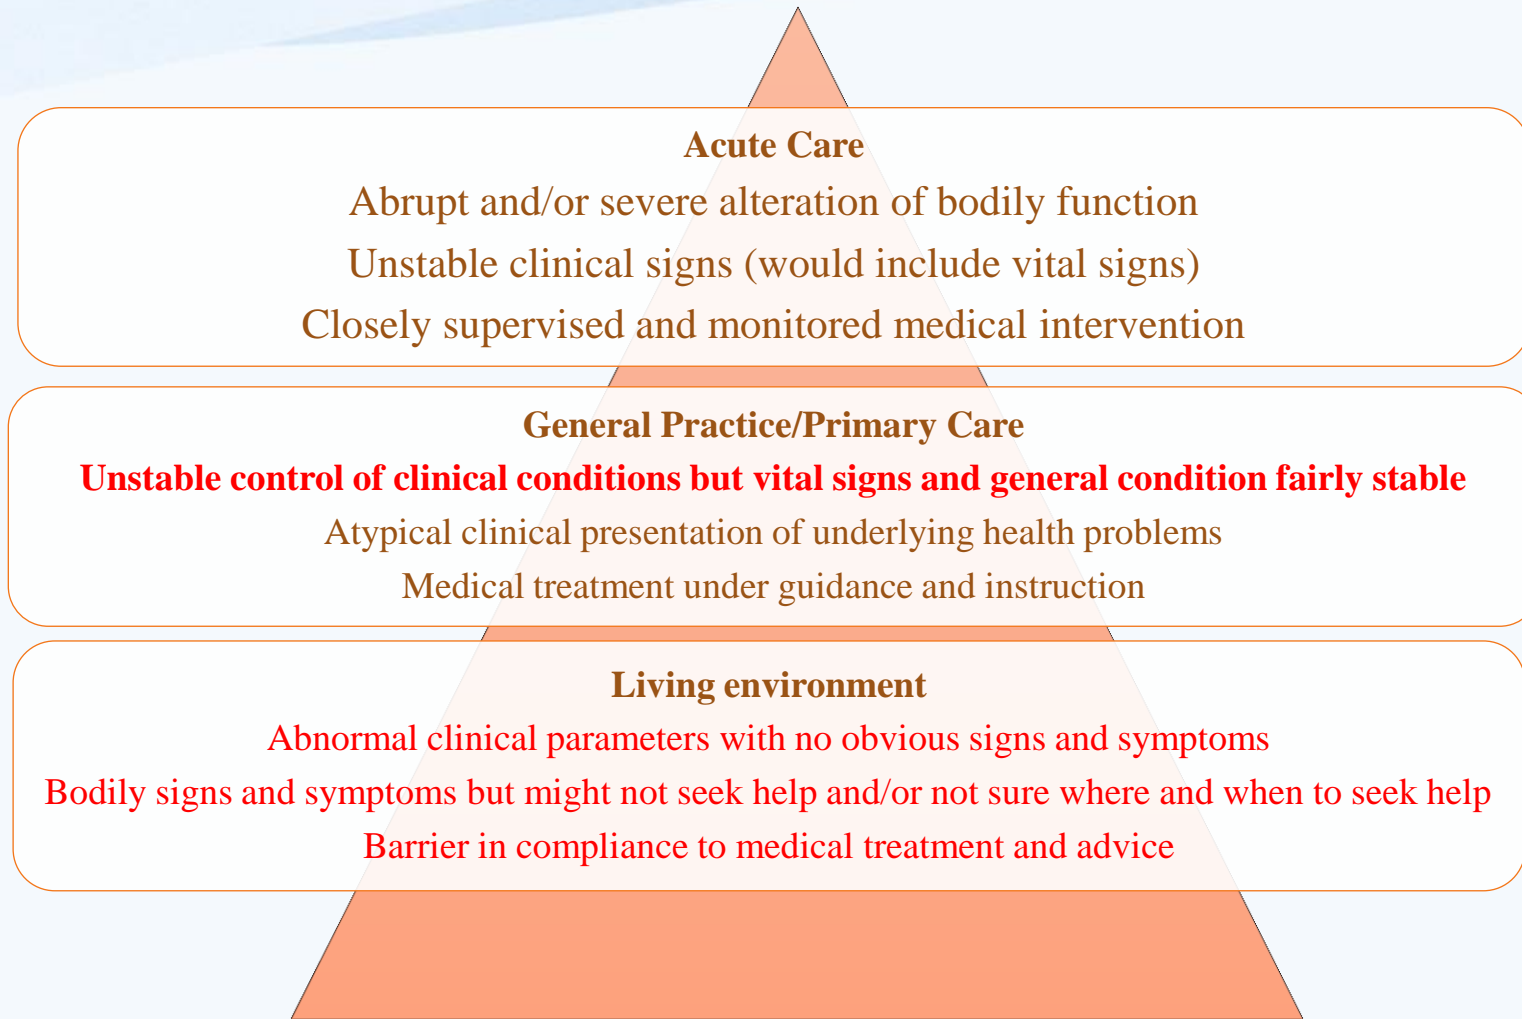 Acute Care
Abrupt and/or severe alteration of bodily function
Unstable clinical signs (would include vital signs)
Closely supervised and monitored medical intervention
General Practice/Primary Care
Unstable control of clinical conditions but vital signs and general condition fairly stable
Atypical clinical presentation of underlying health problems
Medical treatment under guidance and instruction
Living environment
Abnormal clinical parameters with no obvious signs and symptoms
Bodily signs and symptoms but might not seek help and/or not sure where and when to seek help
Barrier in compliance to medical treatment and advice